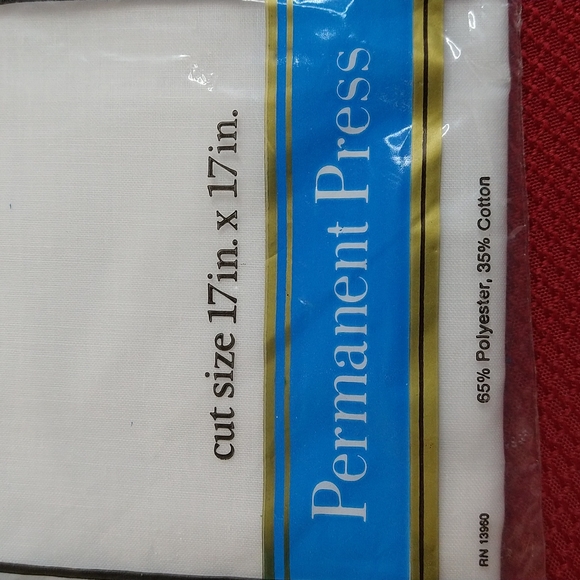 cut size 17in. x 17in.
Permanent Press
RN 13960
65% Polyester, 35% Cotton